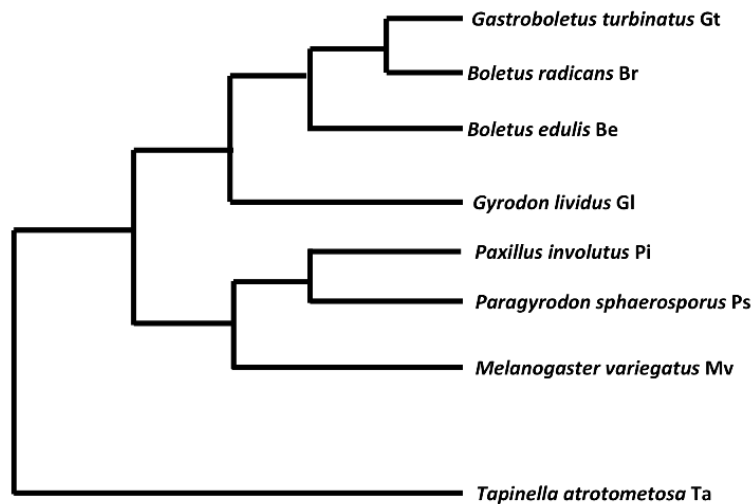 Gastroboletus turbinatus Gt
Boletus radicans Br
Boletus edulis Be
Gyrodon lividus Gl
Paxillus involutus Pi
Paragyrodon sphaerosporus Ps
Melanogaster variegatus Mv
Tapinella atrotometosa Ta